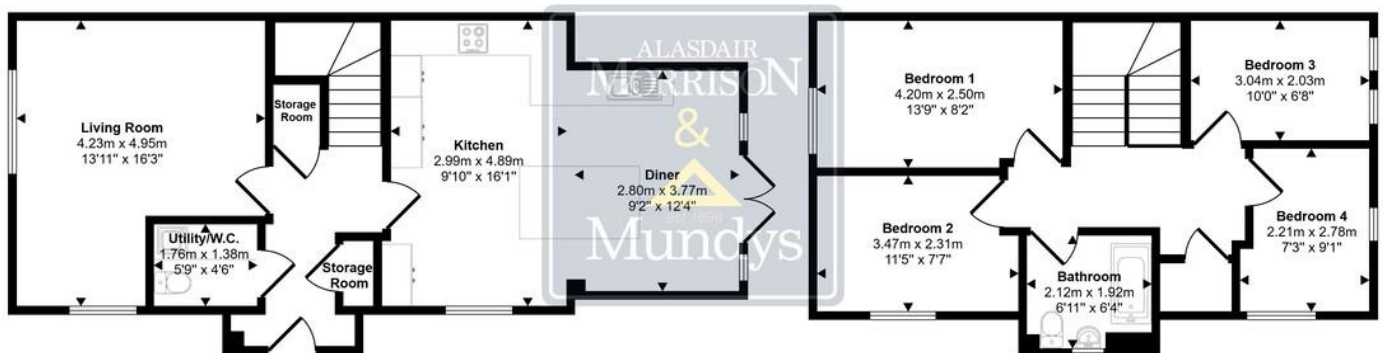 Living Room
4.23m x 4.95m
13'11" x 16'3"
Storage
Room
Utility/W.C.
1.76m x 1.38m
5'9" x 4'6"
Storage
Room
Kitchen
2.99m x 4.89m
9'10" x 16'1"
ALASDAIR
MORRISON
&
Diner
2.80m x 3.77m
9'2" x 12'4"
Mundys
Bedroom 1
4.20m x 2.50m
13'9" x 8'2"
Bedroom 2
3.47m x 2.31m
11'5" x 7'7"
Bathroom
2.12m x 1.92m
6'11" x 6'4"
Bedroom 3
3.04m x 2.03m
10'0" x 6'8"
Bedroom 4
2.21m x 2.78m
7'3" x 9'1"